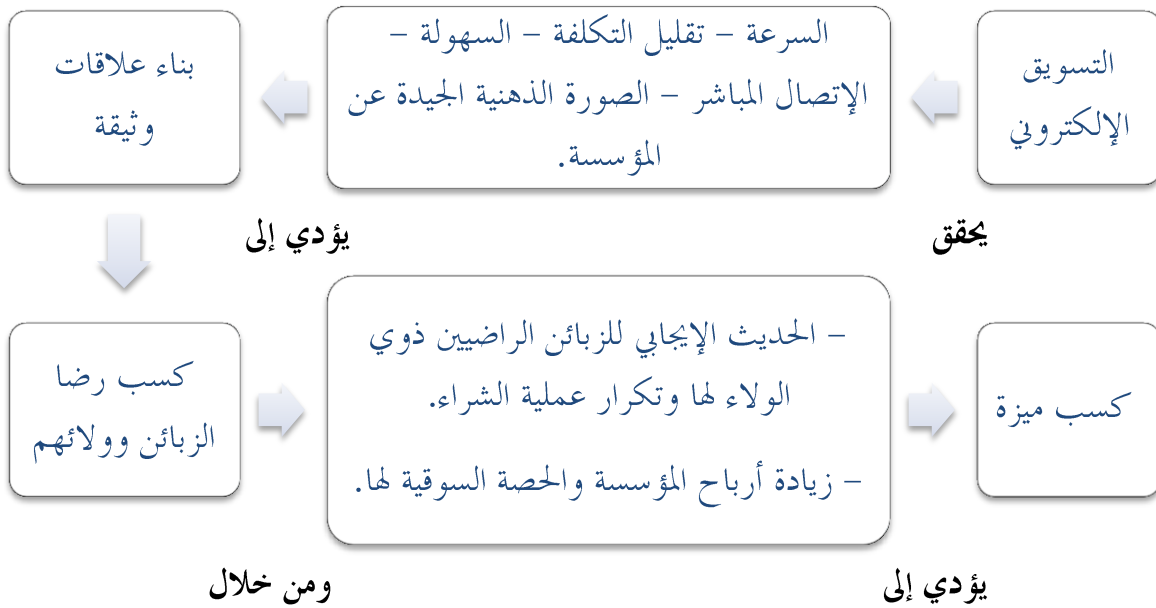 التسويق
الإلكتروني
السرعة – تقليل التكلفة – السهولة –
الإتصال المباشر – الصورة الذهنية الجيدة عن
المؤسسة.
بناء علاقات
وثيقة
يحقق
يؤدي إلى
كسب رضا
الزبائن وولائهم
– الحديث الإيجابي للزبائن الراضيين ذوي
الولاء لها وتكرار عملية الشراء.
– زيادة أرباح المؤسسة والحصة السوقية لها.
كسب ميزة
ومن خلال
يؤدي إلى